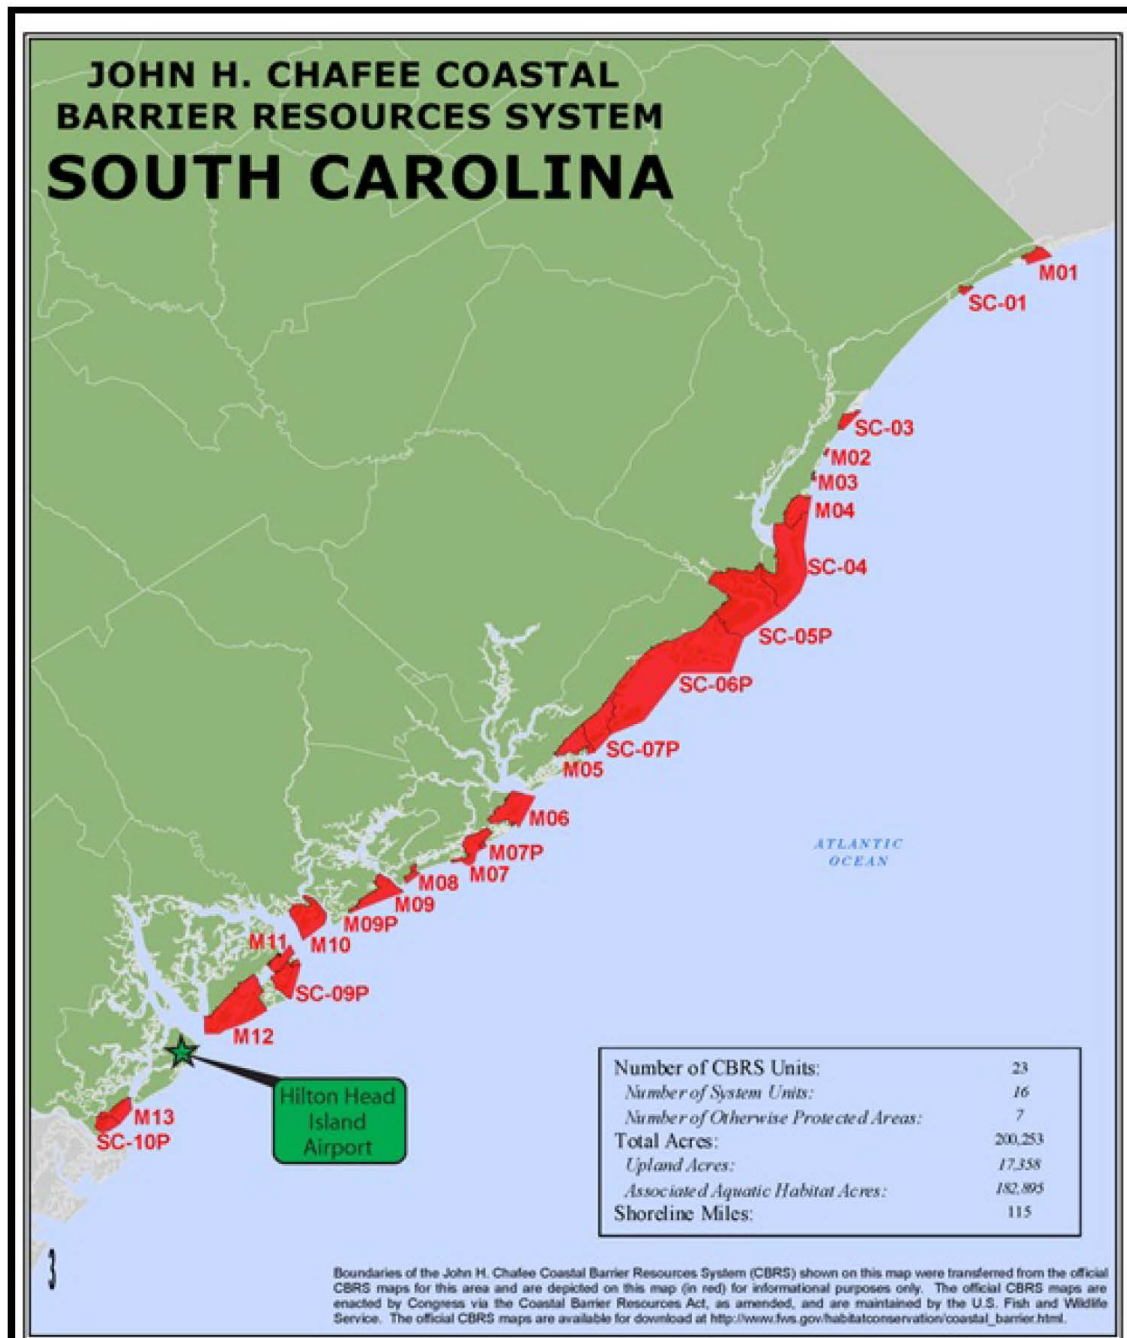 JOHN H. CHAFEE COASTAL
BARRIER RESOURCES SYSTEM
SOUTH CAROLINA
M01
SC-01
SC-03
M02
M03
M04
SC-04
SC-05P
SC-06P
SC-07P
M05
M06
M07P
M07
M08
M09
M09P
M10
M11
SC-09P
M12
M13
SC-10P
ATLANTIC
OCEAN
Hilton Head
Island
Airport
Number of CBRS Units: 23
Number of System Units: 16
Number of Otherwise Protected Areas: 7
Total Acres: 200,253
Upland Acres: 17,358
Associated Aquatic Habitat Acres: 182,895
Shoreline Miles: 115
3
Boundaries of the John H. Chafee Coastal Barrier Resources System (CBRS) shown on this map were transferred from the official
CBRS maps for this area and are depicted on this map (in red) for informational purposes only. The official CBRS maps are
enacted by Congress via the Coastal Barrier Resources Act, as amended, and are maintained by the U.S. Fish and Wildlife
Service. The official CBRS maps are available for download at http://www.fws.gov/habitatconservation/coastal_barrier.html.